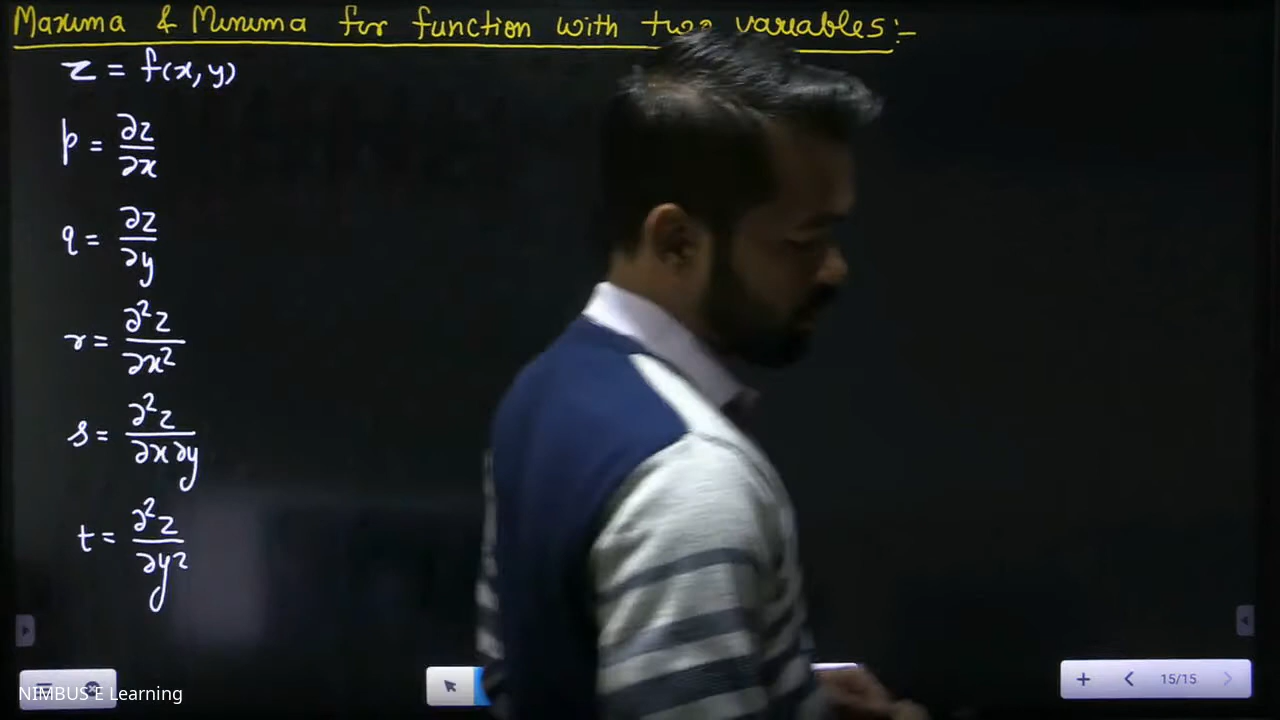 Maxima & Minima for function with two variables:-
z = f(x,y)
p = ∂z/∂x
q = ∂z/∂y
r = ∂²z/∂x²
s = ∂²z/∂x∂y
t = ∂²z/∂y²
15/15
NIMBUS E Learning